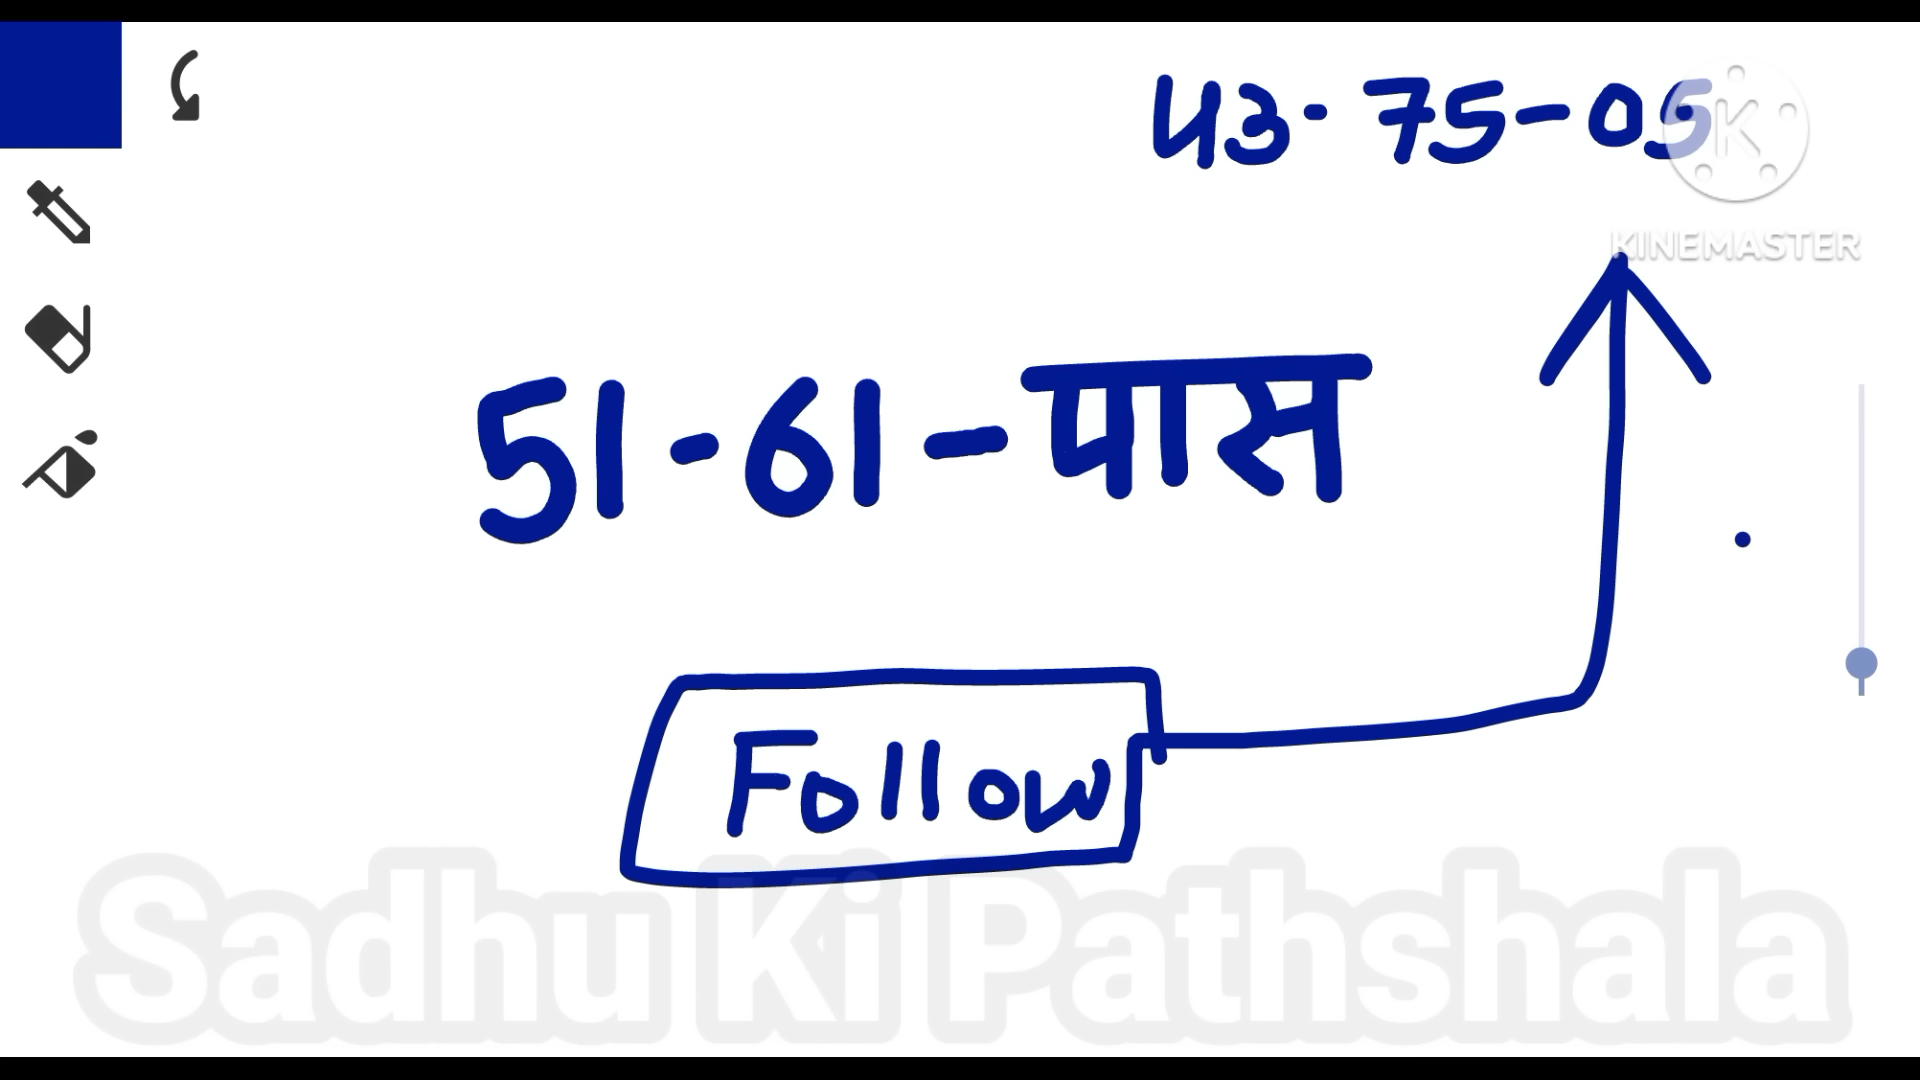 43-75-05
KINEMASTER
51-61-पास
Follow
Sadhu Ki Pathshala